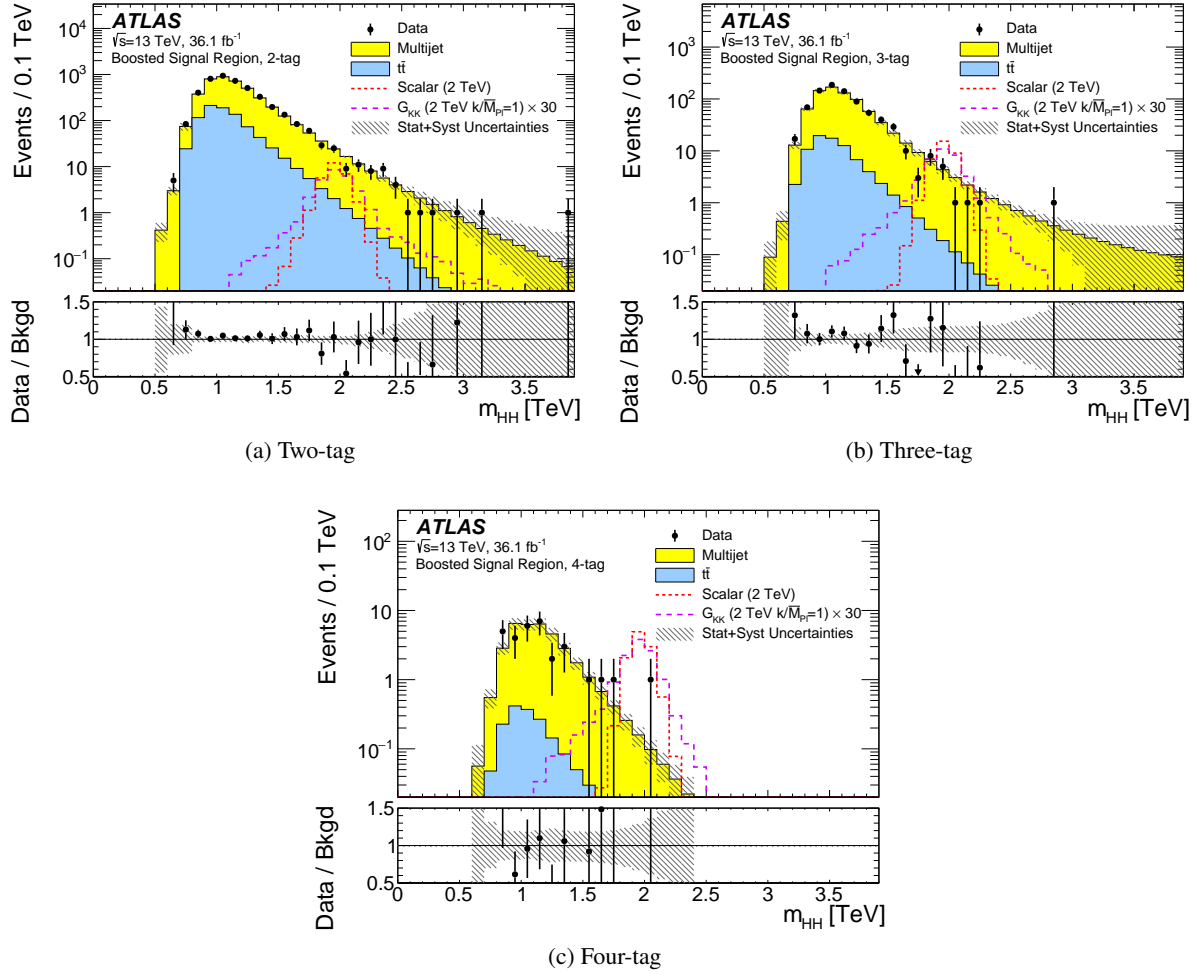 Events / 0.1 TeV
10⁴
10³
10²
10
1
10⁻¹
ATLAS
√s=13 TeV, 36.1 fb⁻¹
Boosted Signal Region, 2-tag
Data
Multijet
tt̄
Scalar (2 TeV)
G_KK (2 TeV k/M̅_Pl=1) × 30
Stat+Syst Uncertainties
Data / Bkgd
1.5
1
0.5
0 0.5 1 1.5 2 2.5 3 3.5
m_HH [TeV]
(a) Two-tag
Events / 0.1 TeV
10³
10²
10
1
10⁻¹
ATLAS
√s=13 TeV, 36.1 fb⁻¹
Boosted Signal Region, 3-tag
Data
Multijet
tt̄
Scalar (2 TeV)
G_KK (2 TeV k/M̅_Pl=1) × 30
Stat+Syst Uncertainties
Data / Bkgd
1.5
1
0.5
0 0.5 1 1.5 2 2.5 3 3.5
m_HH [TeV]
(b) Three-tag
Events / 0.1 TeV
10²
10
1
10⁻¹
ATLAS
√s=13 TeV, 36.1 fb⁻¹
Boosted Signal Region, 4-tag
Data
Multijet
tt̄
Scalar (2 TeV)
G_KK (2 TeV k/M̅_Pl=1) × 30
Stat+Syst Uncertainties
Data / Bkgd
1.5
1
0.5
0 0.5 1 1.5 2 2.5 3 3.5
m_HH [TeV]
(c) Four-tag